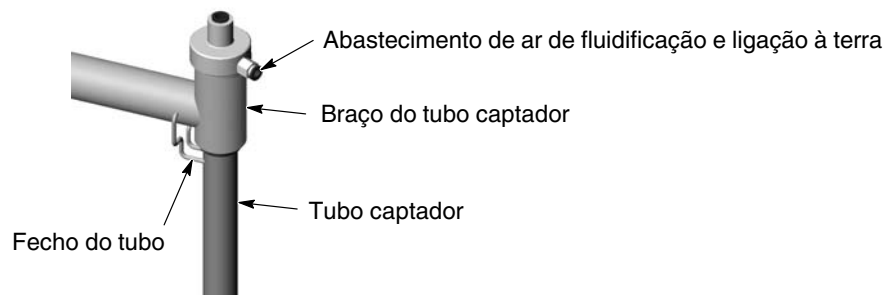 Abastecimento de ar de fluidificação e ligação à terra
Braço do tubo captador
Tubo captador
Fecho do tubo